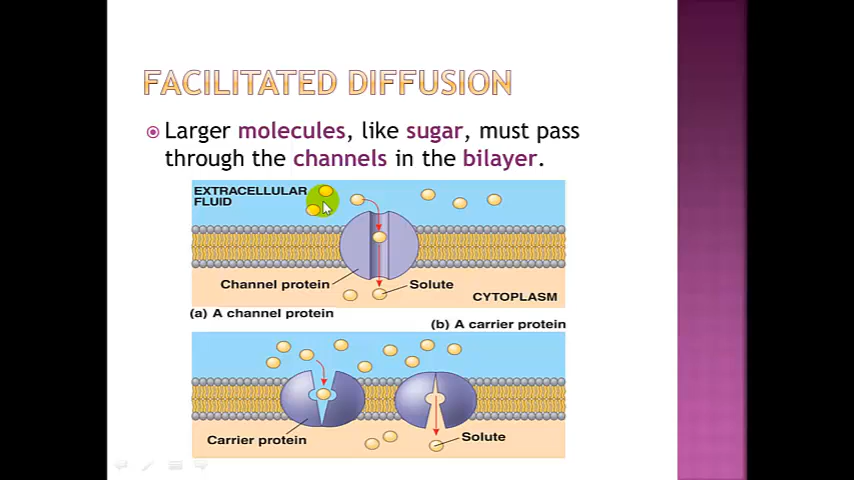 FACILITATED DIFFUSION
Larger molecules, like sugar, must pass
through the channels in the bilayer.
EXTRACELLULAR
FLUID
Channel protein
Solute
CYTOPLASM
(a) A channel protein
(b) A carrier protein
Carrier protein
Solute